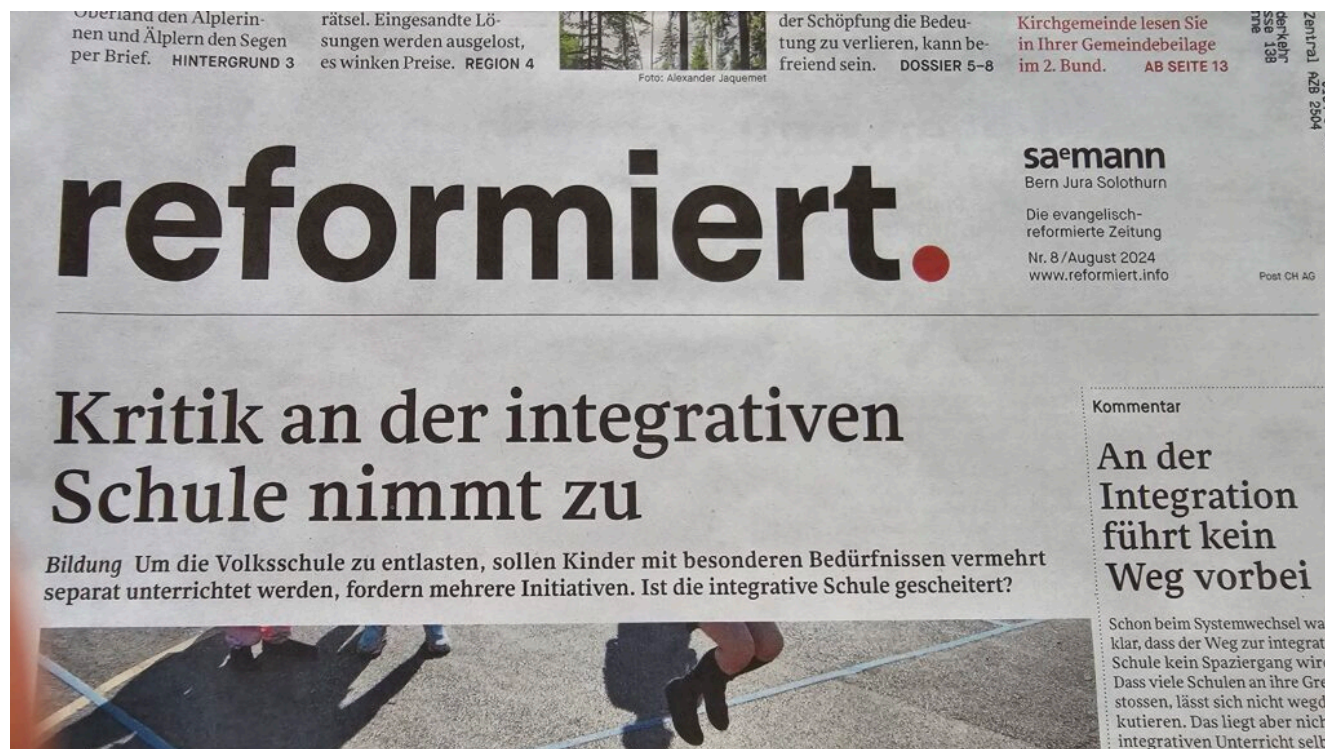 Oberland den Älplerin-
nen und Älplern den Segen
per Brief. HINTERGRUND 3
rätsel. Eingesandte Lö-
sungen werden ausgelost,
es winken Preise. REGION 4
Foto: Alexander Jaquemet
der Schöpfung die Bedeu-
tung zu verlieren, kann be-
freiend sein. DOSSIER 5–8
Kirchgemeinde lesen Sie
in Ihrer Gemeindebeilage
im 2. Bund. AB SEITE 13
Zentral AZB 2504
reformiert.
saemann
Bern Jura Solothurn
Die evangelisch-
reformierte Zeitung
Nr. 8/August 2024
www.reformiert.info
Post CH AG
Kritik an der integrativen
Schule nimmt zu
Bildung Um die Volksschule zu entlasten, sollen Kinder mit besonderen Bedürfnissen vermehrt
separat unterrichtet werden, fordern mehrere Initiativen. Ist die integrative Schule gescheitert?
Kommentar
An der
Integration
führt kein
Weg vorbei
Schon beim Systemwechsel wa
klar, dass der Weg zur integrat
Schule kein Spaziergang wir
Dass viele Schulen an ihre Gre
stossen, lässt sich nicht wegd
kutieren. Das liegt aber nich
integrativen Unterricht selb